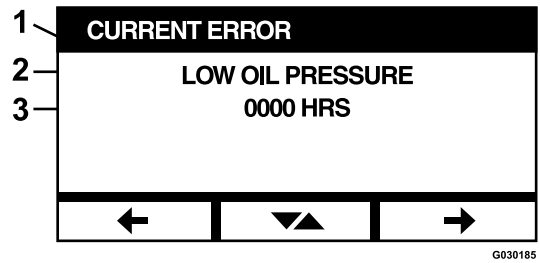 1 CURRENT ERROR
2 LOW OIL PRESSURE
3 0000 HRS
G030185